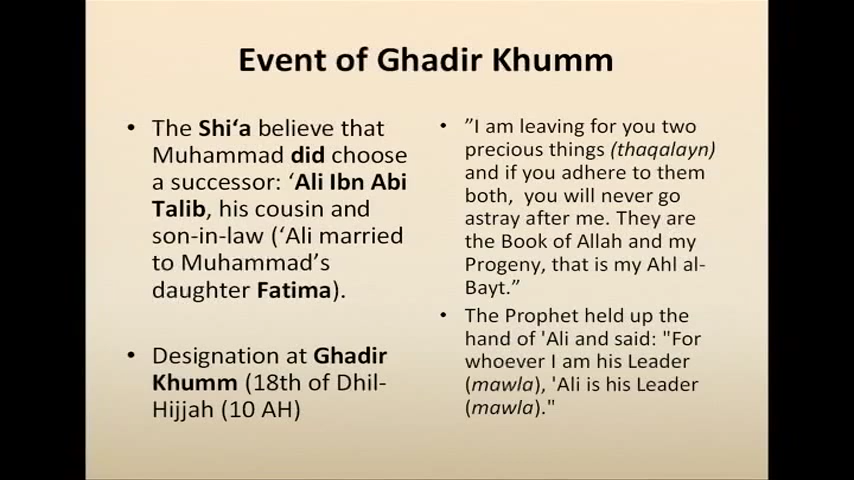 Event of Ghadir Khumm
• The Shi‘a believe that
Muhammad did choose
a successor: ‘Ali Ibn Abi
Talib, his cousin and
son-in-law (‘Ali married
to Muhammad’s
daughter Fatima).
• Designation at Ghadir
Khumm (18th of Dhil-
Hijjah (10 AH)
• ”I am leaving for you two
precious things (thaqalayn)
and if you adhere to them
both, you will never go
astray after me. They are
the Book of Allah and my
Progeny, that is my Ahl al-
Bayt.”
• The Prophet held up the
hand of 'Ali and said: "For
whoever I am his Leader
(mawla), 'Ali is his Leader
(mawla)."